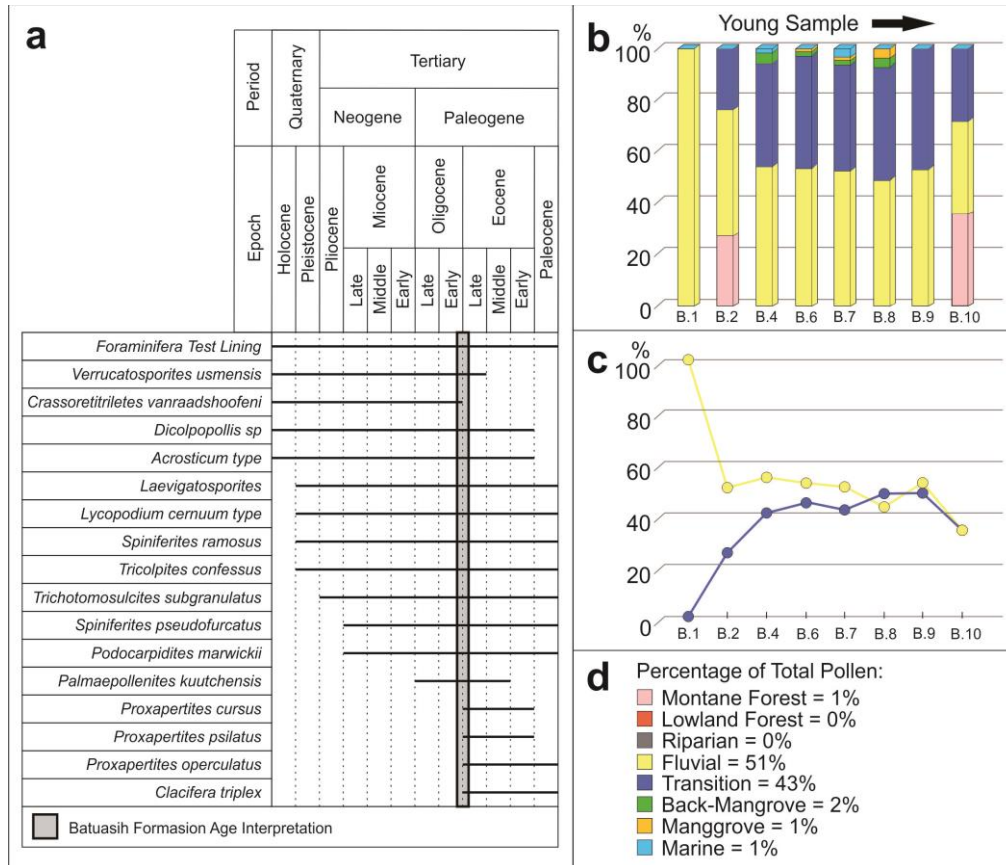 a
Period
Quaternary
Tertiary
Neogene
Paleogene
Epoch
Holocene
Pleistocene
Pliocene
Miocene
Oligocene
Eocene
Paleocene
Late
Middle
Early
Late
Early
Late
Middle
Early
Foraminifera Test Lining
Verrucatosporites usmensis
Crassoretitriletes vanraadshoofeni
Dicolpopollis sp
Acrosticum type
Laevigatosporites
Lycopodium cernuum type
Spiniferites ramosus
Tricolpites confessus
Trichotomosulcites subgranulatus
Spiniferites pseudofurcatus
Podocarpidites marwickii
Palmaepollenites kuutchensis
Proxapertites cursus
Proxapertites psilatus
Proxapertites operculatus
Clacifera triplex
Batuasih Formasion Age Interpretation
b
Young Sample
%
100
80
60
40
20
0
B.1 B.2 B.4 B.6 B.7 B.8 B.9 B.10
c
%
100
80
60
40
20
0
B.1 B.2 B.4 B.6 B.7 B.8 B.9 B.10
d
Percentage of Total Pollen:
Montane Forest = 1%
Lowland Forest = 0%
Riparian = 0%
Fluvial = 51%
Transition = 43%
Back-Mangrove = 2%
Manggrove = 1%
Marine = 1%